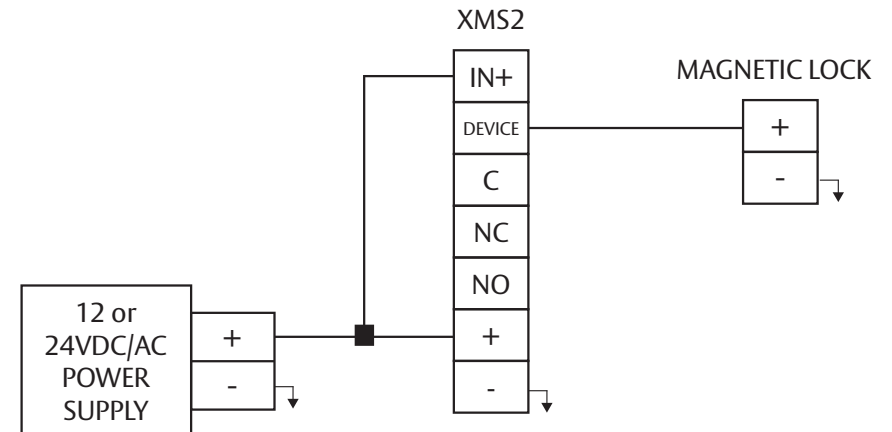 XMS2
IN+
DEVICE
C
NC
NO
+
-
MAGNETIC LOCK
+
-
12 or
24VDC/AC
POWER
SUPPLY
+
-